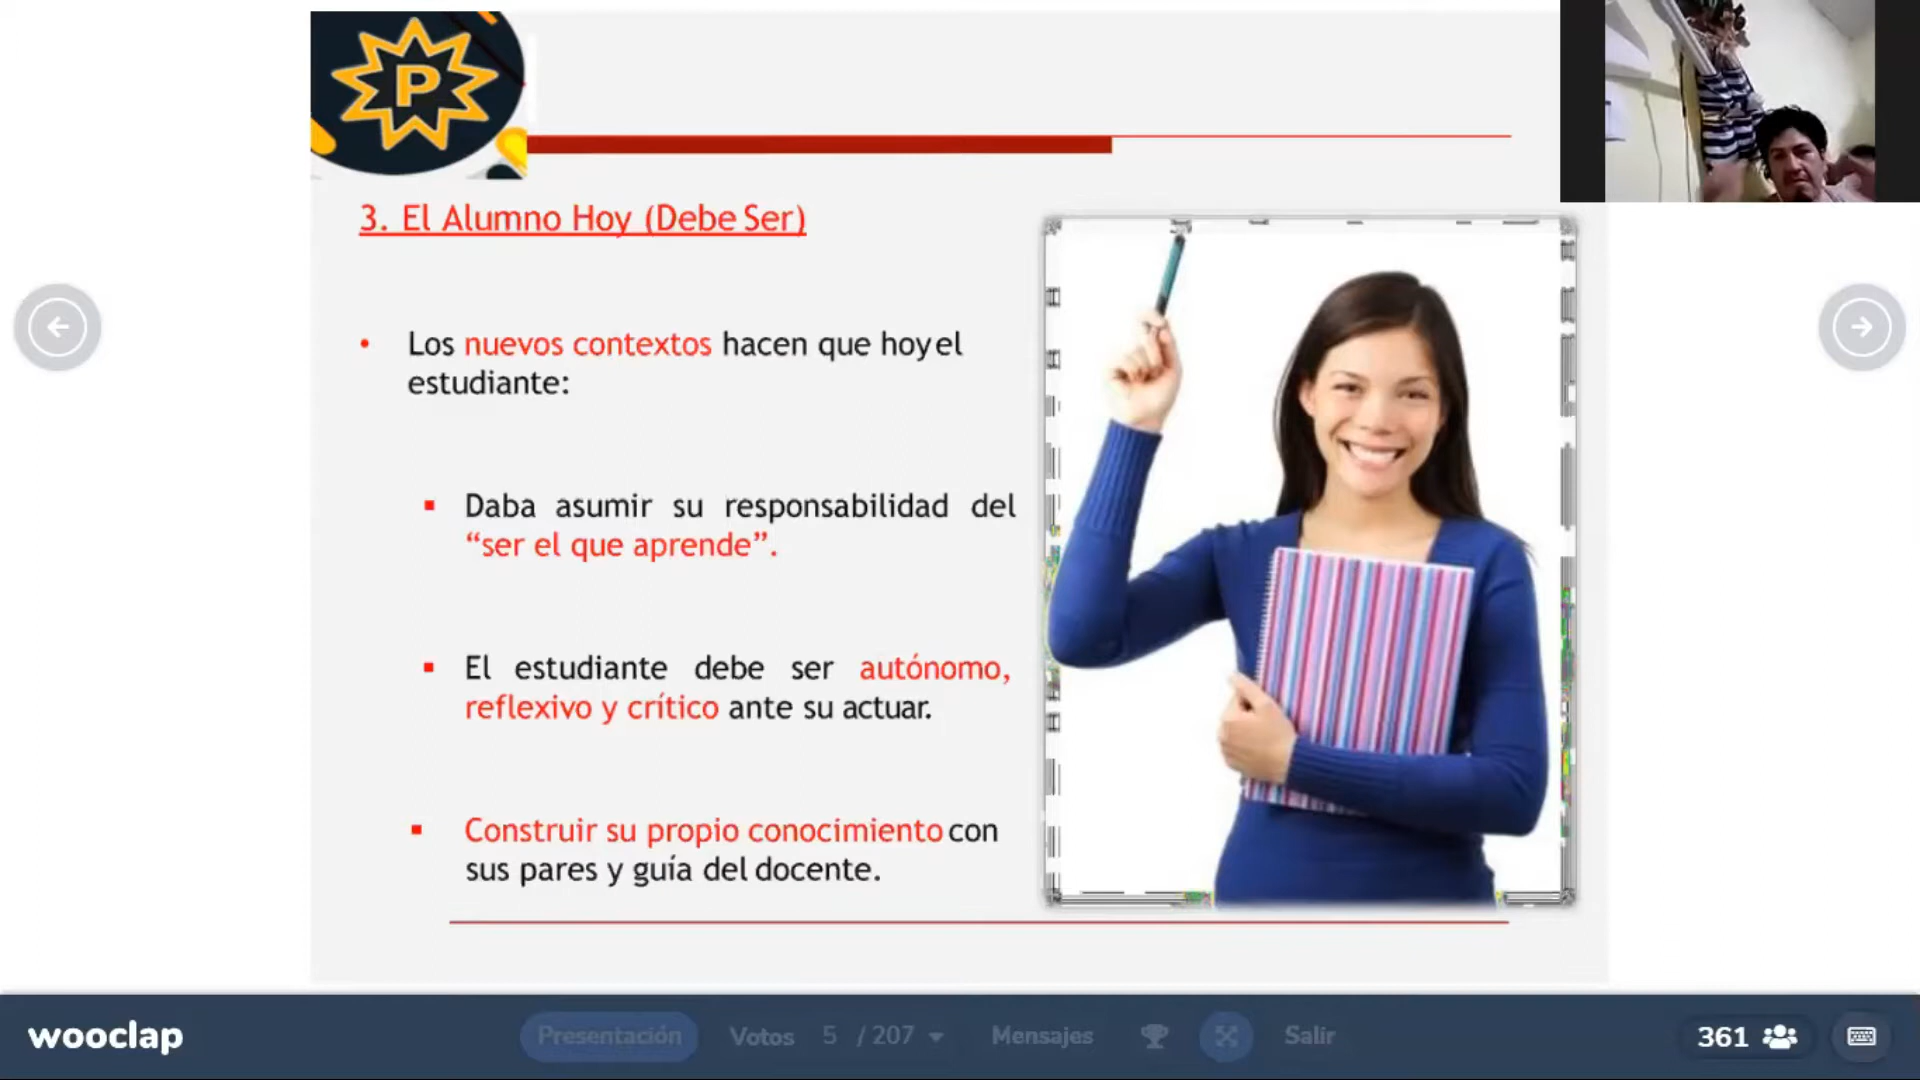 P
3. El Alumno Hoy (Debe Ser)
• Los nuevos contextos hacen que hoy el
estudiante:
▪ Daba asumir su responsabilidad del
“ser el que aprende”.
▪ El estudiante debe ser autónomo,
reflexivo y crítico ante su actuar.
▪ Construir su propio conocimiento con
sus pares y guía del docente.
wooclap Presentación Votos 5 / 207 Mensajes Salir 361